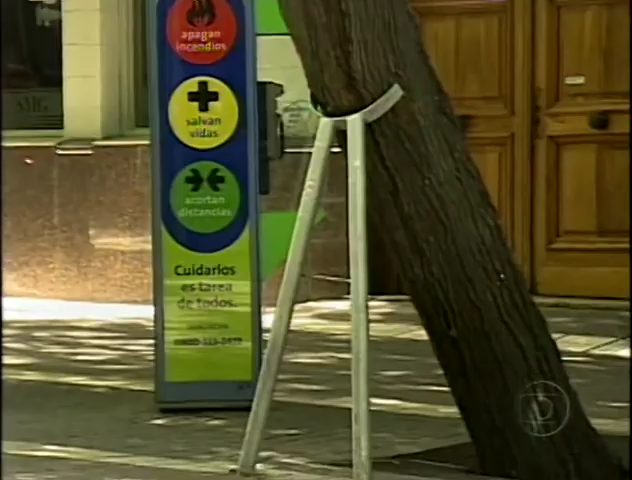 apagan
incendios
salvan
vidas
acortan
distancias
Cuidarlos
es tarea
de todos.